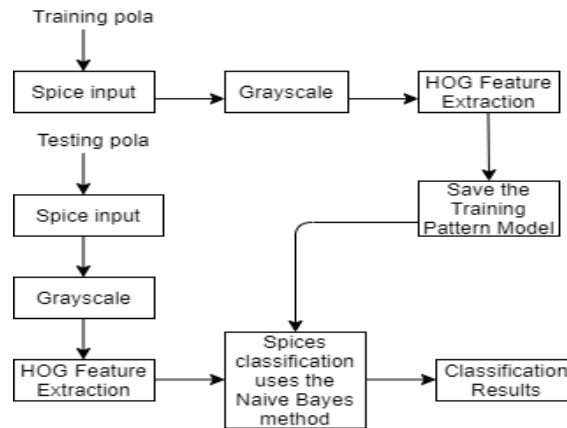 Training pola
Spice input
Grayscale
HOG Feature
Extraction
Testing pola
Spice input
Save the
Training
Pattern Model
Grayscale
HOG Feature
Extraction
Spices
classification
uses the
Naive Bayes
method
Classification
Results